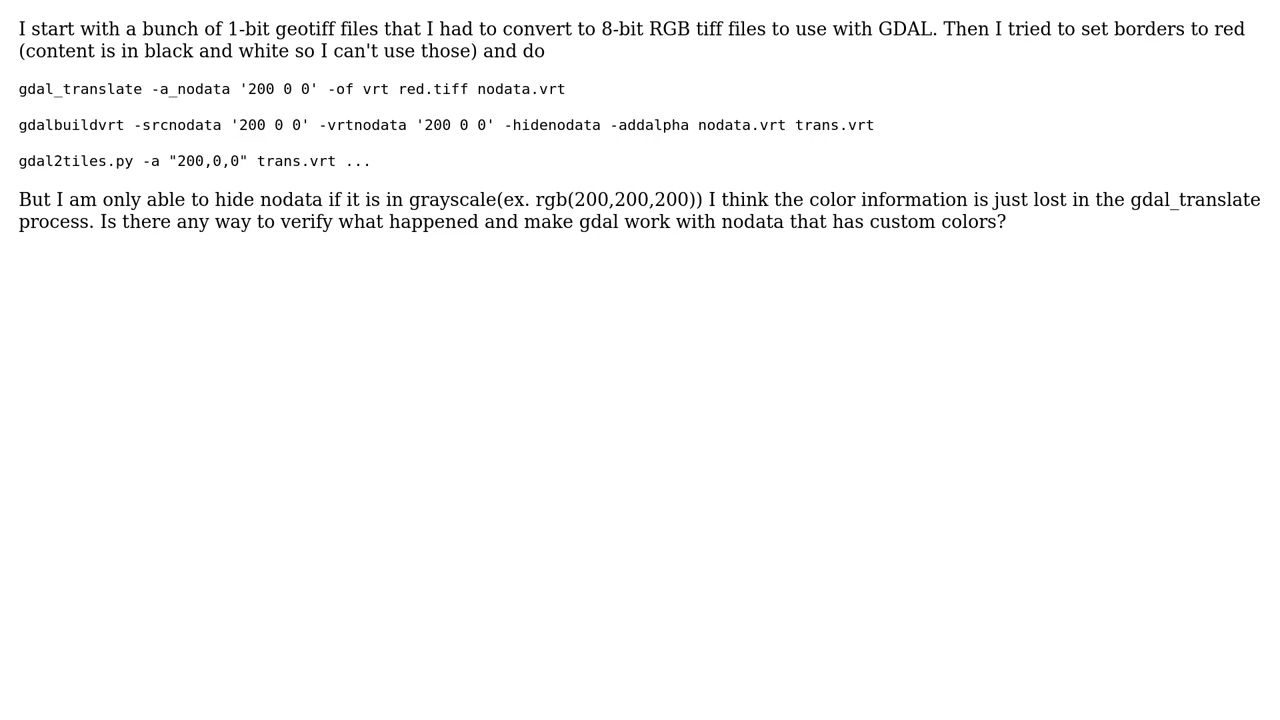 I start with a bunch of 1-bit geotiff files that I had to convert to 8-bit RGB tiff files to use with GDAL. Then I tried to set borders to red
(content is in black and white so I can't use those) and do
gdal_translate -a_nodata '200 0 0' -of vrt red.tiff nodata.vrt
gdalbuildvrt -srcnodata '200 0 0' -vrtnodata '200 0 0' -hidenodata -addalpha nodata.vrt trans.vrt
gdal2tiles.py -a "200,0,0" trans.vrt ...
But I am only able to hide nodata if it is in grayscale(ex. rgb(200,200,200)) I think the color information is just lost in the gdal_translate
process. Is there any way to verify what happened and make gdal work with nodata that has custom colors?